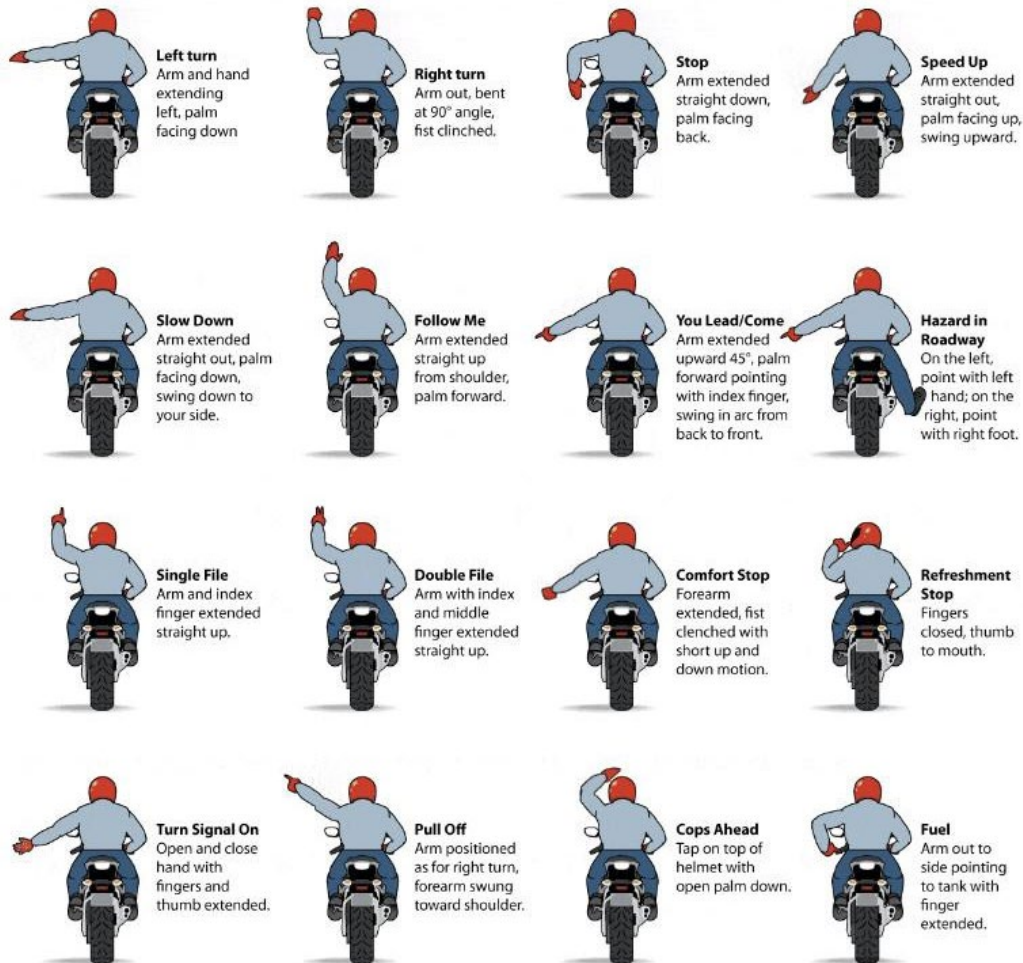 Left turn
Arm and hand
extending
left, palm
facing down
Right turn
Arm out, bent
at 90° angle,
fist clinched.
Stop
Arm extended
straight down,
palm facing
back.
Speed Up
Arm extended
straight out,
palm facing up,
swing upward.
Slow Down
Arm extended
straight out, palm
facing down,
swing down to
your side.
Follow Me
Arm extended
straight up
from shoulder,
palm forward.
You Lead/Come
Arm extended
upward 45°, palm
forward pointing
with index finger,
swing in arc from
back to front.
Hazard in
Roadway
On the left,
point with left
hand; on the
right, point
with right foot.
Single File
Arm and index
finger extended
straight up.
Double File
Arm with index
and middle
finger extended
straight up.
Comfort Stop
Forearm
extended, fist
clenched with
short up and
down motion.
Refreshment
Stop
Fingers
closed, thumb
to mouth.
Turn Signal On
Open and close
hand with
fingers and
thumb extended.
Pull Off
Arm positioned
as for right turn,
forearm swung
toward shoulder.
Cops Ahead
Tap on top of
helmet with
open palm down.
Fuel
Arm out to
side pointing
to tank with
finger
extended.